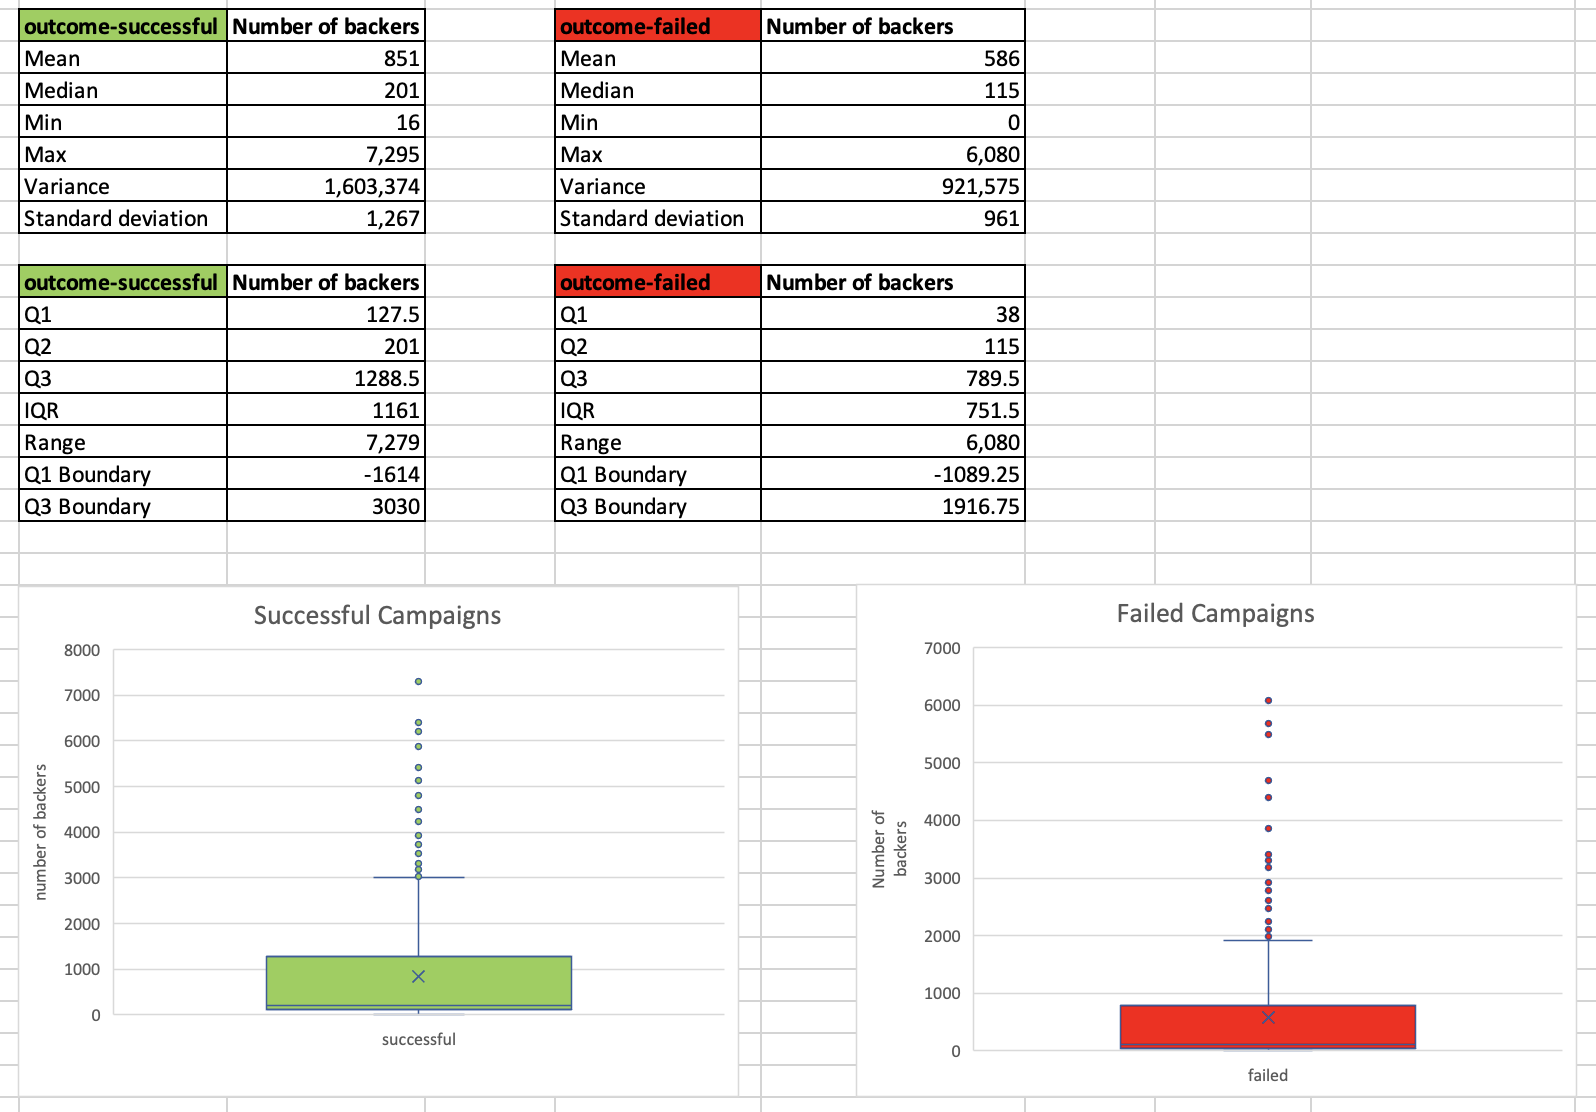 outcome-successful Number of backers outcome-failed Number of backers
Mean 851 Mean 586
Median 201 Median 115
Min 16 Min 0
Max 7,295 Max 6,080
Variance 1,603,374 Variance 921,575
Standard deviation 1,267 Standard deviation 961
outcome-successful Number of backers outcome-failed Number of backers
Q1 127.5 Q1 38
Q2 201 Q2 115
Q3 1288.5 Q3 789.5
IQR 1161 IQR 751.5
Range 7,279 Range 6,080
Q1 Boundary -1614 Q1 Boundary -1089.25
Q3 Boundary 3030 Q3 Boundary 1916.75
Successful Campaigns
8000
7000
6000
5000
4000
3000
2000
1000
0
number of backers
successful
Failed Campaigns
7000
6000
5000
4000
3000
2000
1000
0
Number of
backers
failed